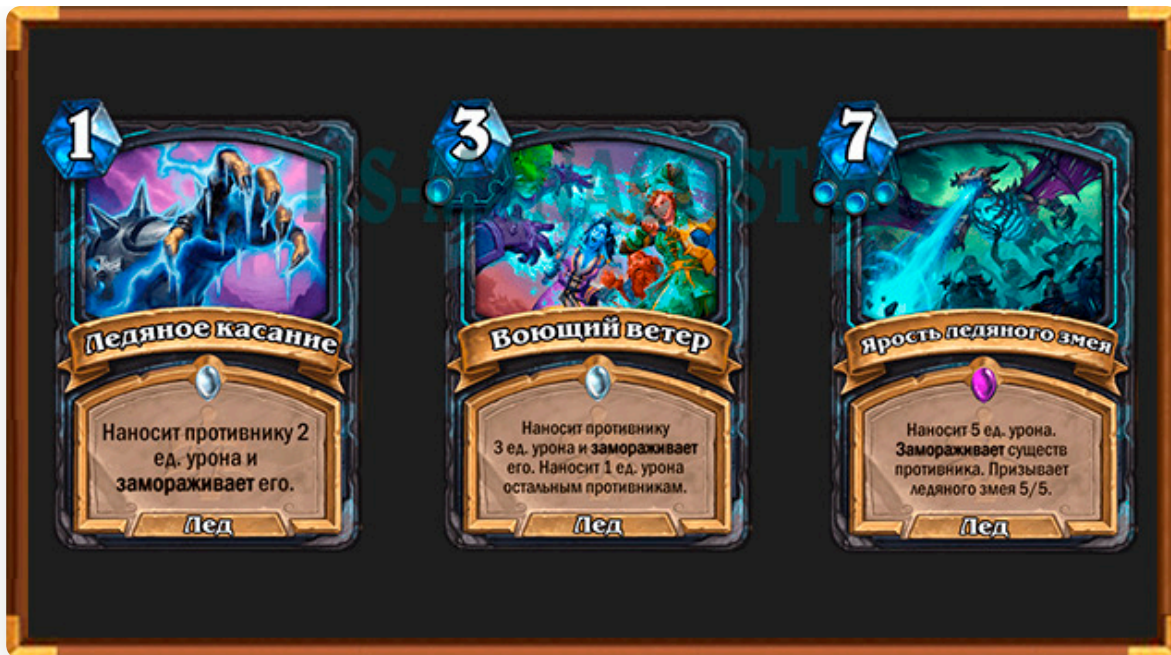 1
3
7
Ледяное касание
Воющий ветер
Ярость ледяного змея
Наносит противнику 2
ед. урона и
замораживает его.
Лед
Наносит противнику
3 ед. урона и замораживает
его. Наносит 1 ед. урона
остальным противникам.
Лед
Наносит 5 ед. урона.
Замораживает существ
противника. Призывает
ледяного змея 5/5.
Лед